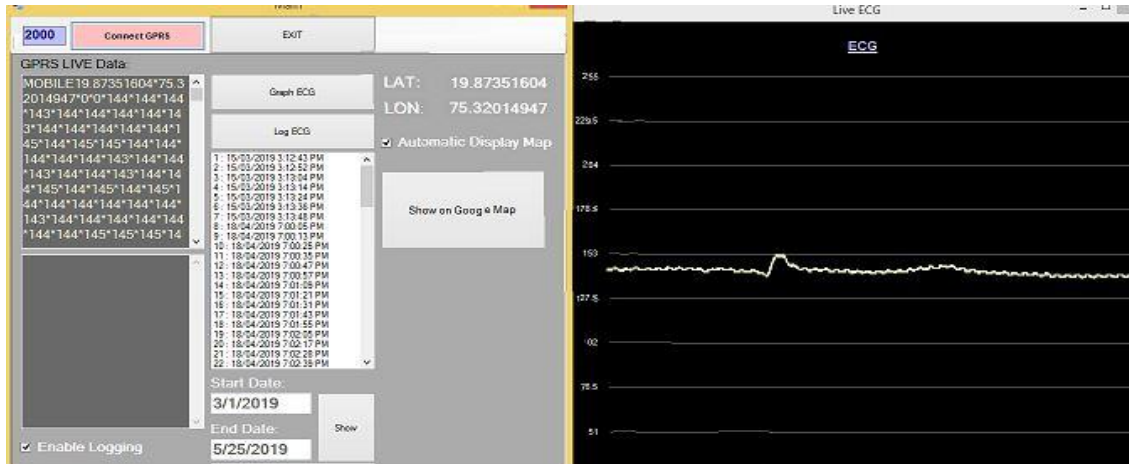 Main
2000
Connect GPRS
EXIT
GPRS LIVE Data:
MOBILE19.87351604*75.3
2014947*0*0*144*144*144
*143*144*144*144*144*14
3*144*144*144*144*144*1
45*144*145*145*144*144*
144*144*144*143*144*144
*143*144*144*143*144*14
4*145*144*145*144*145*1
44*144*144*144*144*144*
143*144*144*144*144*144
*144*144*145*145*145*14
Enable Logging
Graph ECG
Log ECG
1 : 15/03/2019 3:12:43 PM
2 : 15/03/2019 3:12:52 PM
3 : 15/03/2019 3:13:04 PM
4 : 15/03/2019 3:13:14 PM
5 : 15/03/2019 3:13:24 PM
6 : 15/03/2019 3:13:36 PM
7 : 15/03/2019 3:13:48 PM
8 : 18/04/2019 7:00:05 PM
9 : 18/04/2019 7:00:13 PM
10 : 18/04/2019 7:00:25 PM
11 : 18/04/2019 7:00:35 PM
12 : 18/04/2019 7:00:47 PM
13 : 18/04/2019 7:00:57 PM
14 : 18/04/2019 7:01:09 PM
15 : 18/04/2019 7:01:21 PM
16 : 18/04/2019 7:01:31 PM
17 : 18/04/2019 7:01:43 PM
18 : 18/04/2019 7:01:55 PM
19 : 18/04/2019 7:02:05 PM
20 : 18/04/2019 7:02:17 PM
21 : 18/04/2019 7:02:28 PM
22 : 18/04/2019 7:02:39 PM
Start Date:
3/1/2019
End Date:
5/25/2019
Show
LAT: 19.87351604
LON: 75.32014947
Automatic Display Map
Show on Google Map
Live ECG
ECG
255
229.5
204
178.5
153
127.5
102
76.5
51